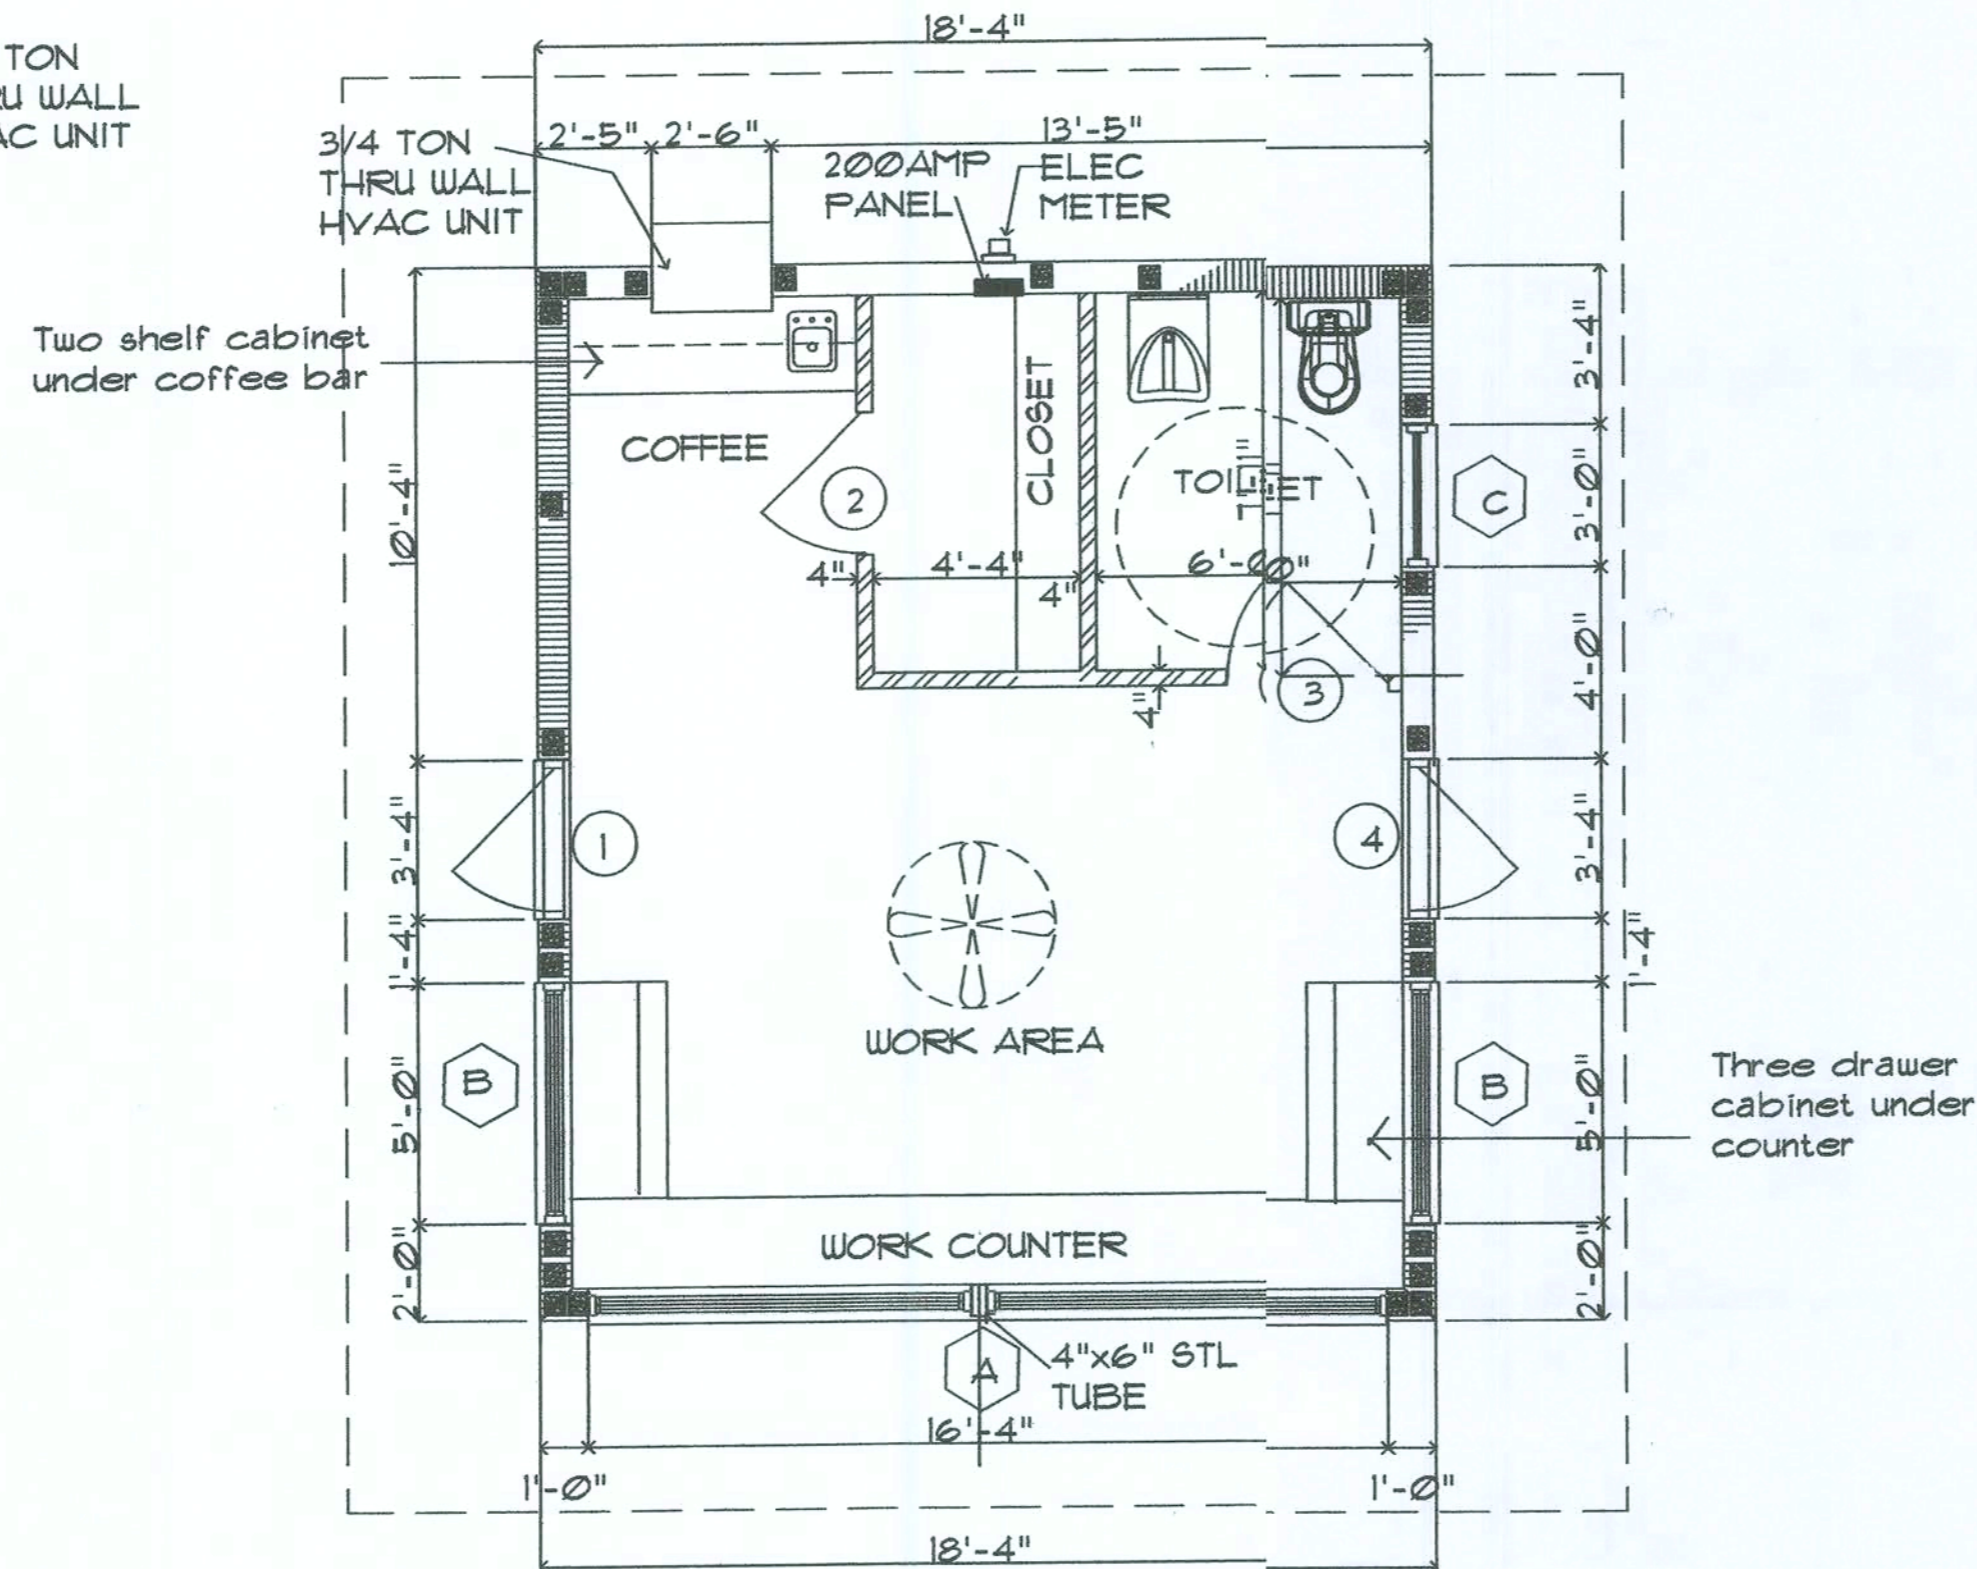 18'-4"
TON
RU WALL
AC UNIT
3/4 TON
THRU WALL
HVAC UNIT
2'-5"
2'-6"
13'-5"
200AMP
PANEL
ELEC
METER
Two shelf cabinet
under coffee bar
COFFEE
CLOSET
TOILET
2
C
10'-4"
3'-4"
3'-0"
4'-0"
4"
4'-4"
4"
6'-0"
4"
3
1
4
3'-4"
3'-4"
1'-4"
1'-4"
WORK AREA
B
B
5'-0"
5'-0"
Three drawer
cabinet under
counter
WORK COUNTER
2'-0"
2'-0"
A
4"x6" STL
TUBE
16'-4"
1'-0"
1'-0"
18'-4"